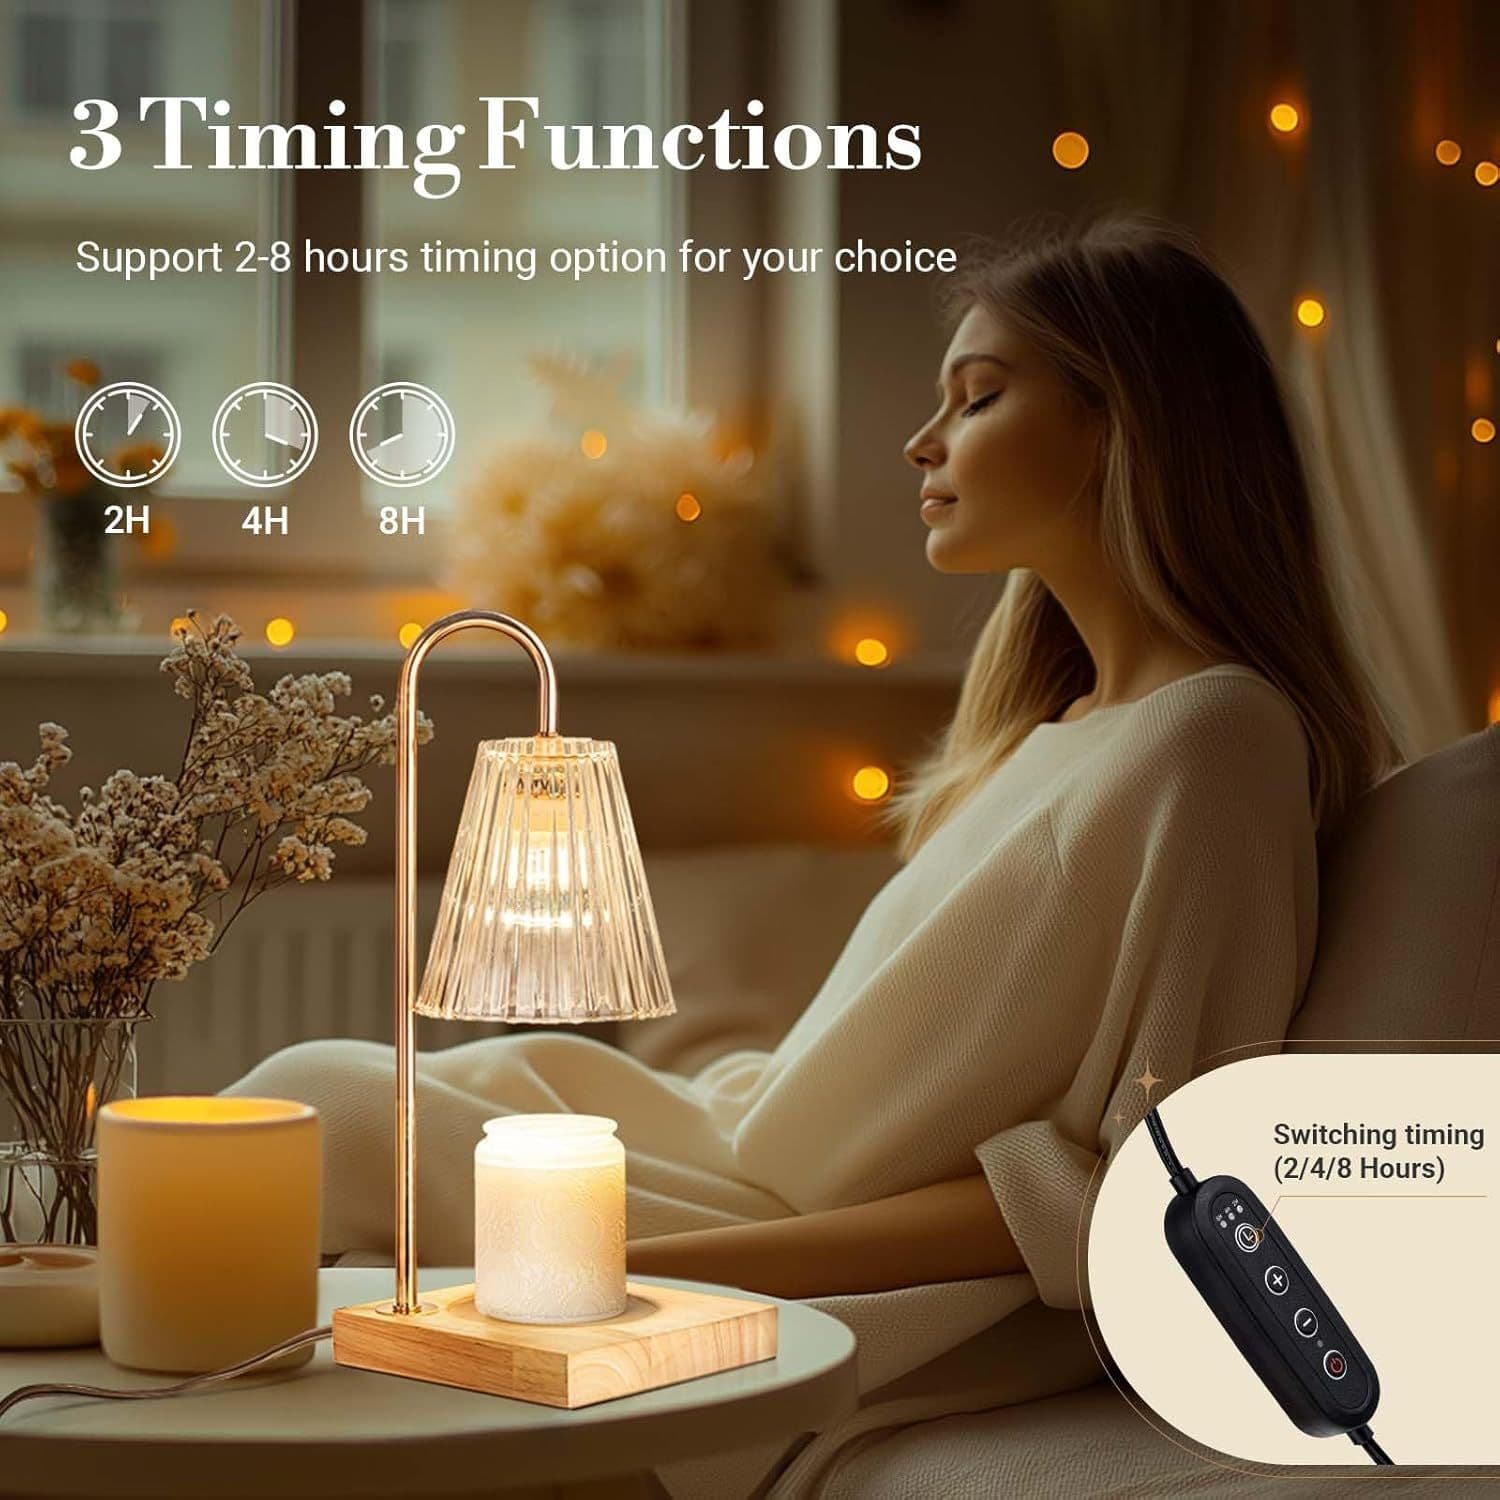 3 Timing Functions
Support 2-8 hours timing option for your choice
2H
4H
8H
Switching timing
(2/4/8 Hours)